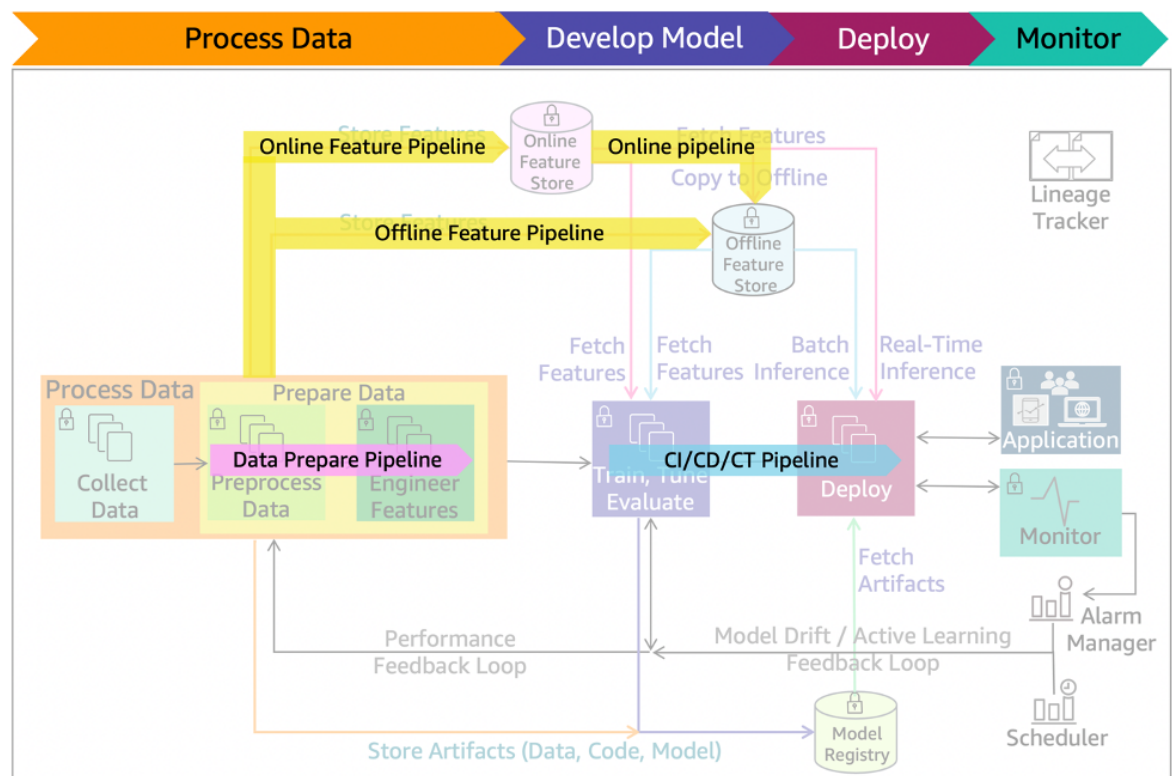 Process Data
Develop Model
Deploy
Monitor
Store Features
Online Feature Pipeline
Online
Feature
Store
Fetch Features
Online pipeline
Copy to Offline
Lineage
Tracker
Store Features
Offline Feature Pipeline
Offline
Feature
Store
Fetch
Features
Fetch
Features
Batch
Inference
Real-Time
Inference
Process Data
Prepare Data
Collect
Data
Data Prepare Pipeline
Preprocess
Data
Engineer
Features
CI/CD/CT Pipeline
Train, Tune
Evaluate
Deploy
Application
Monitor
Fetch
Artifacts
Alarm
Manager
Performance
Feedback Loop
Model Drift / Active Learning
Feedback Loop
Scheduler
Model
Registry
Store Artifacts (Data, Code, Model)